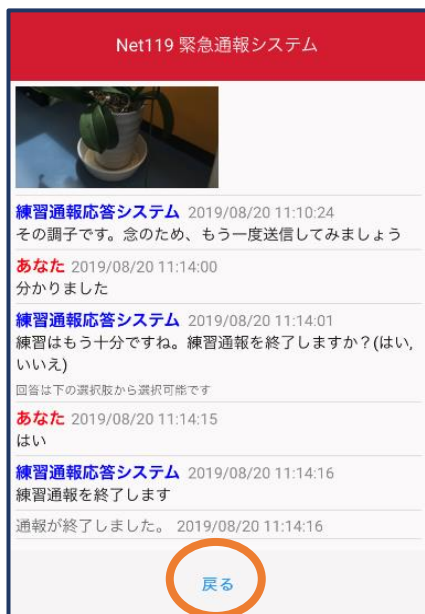 Net119 緊急通報システム
練習通報応答システム 2019/08/20 11:10:24
その調子です。念のため、もう一度送信してみましょう
あなた 2019/08/20 11:14:00
分かりました
練習通報応答システム 2019/08/20 11:14:01
練習はもう十分ですね。練習通報を終了しますか？(はい,
いいえ)
回答は下の選択肢から選択可能です
あなた 2019/08/20 11:14:15
はい
練習通報応答システム 2019/08/20 11:14:16
練習通報を終了します
通報が終了しました。 2019/08/20 11:14:16
戻る